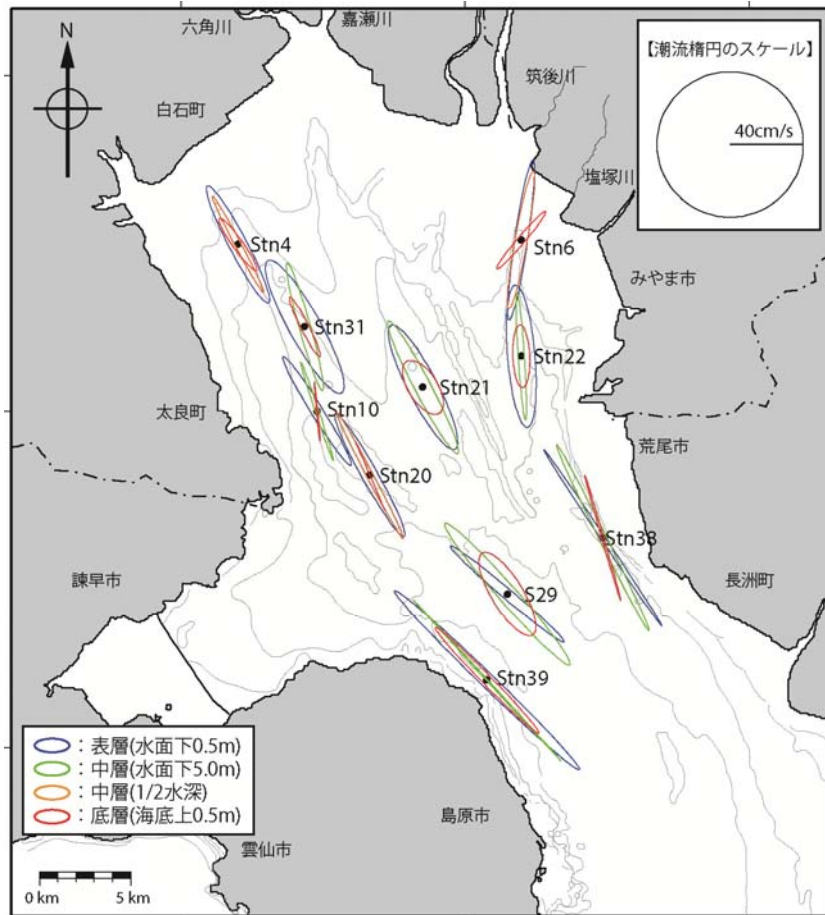 六角川
嘉瀬川
N
【潮流楕円のスケール】
筑後川
白石町
40cm/s
塩塚川
Stn4
Stn6
みやま市
Stn31
Stn22
Stn21
太良町
Stn10
荒尾市
Stn20
Stn38
諫早市
長洲町
S29
Stn39
：表層(水面下0.5m)
：中層(水面下5.0m)
：中層(1/2水深)
：底層(海底上0.5m)
島原市
雲仙市
0 km
5 km